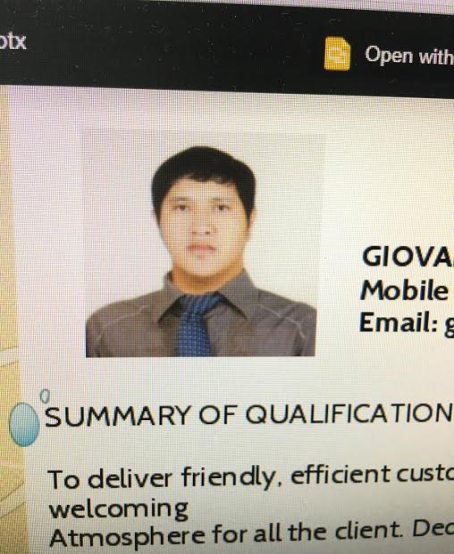 otx
Open with
GIOVA
Mobile
Email: g
SUMMARY OF QUALIFICATION
To deliver friendly, efficient custo
welcoming
Atmosphere for all the client. Dec